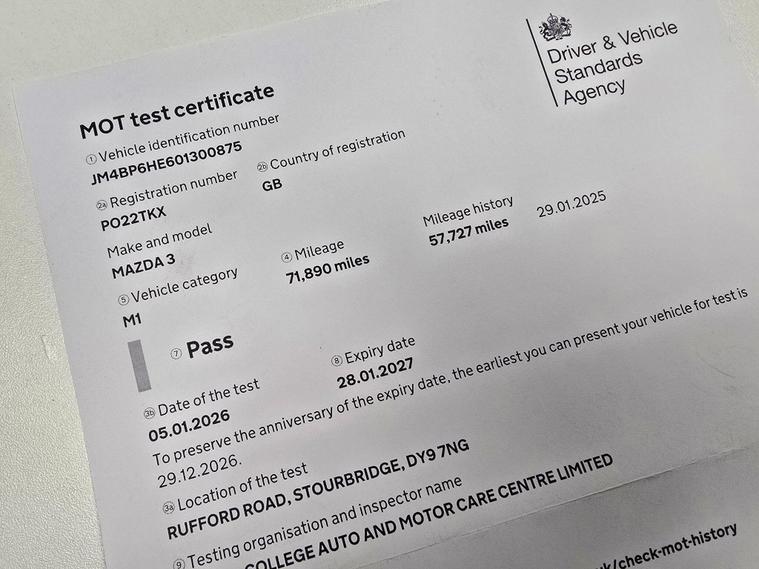 Driver & Vehicle
Standards
Agency
MOT test certificate
① Vehicle identification number
JM4BP6HE601300875
2a Registration number
PO22TKX
2b Country of registration
GB
Make and model
MAZDA 3
④ Mileage
71,890 miles
Mileage history
57,727 miles 29.01.2025
⑤ Vehicle category
M1
⑦ Pass
3b Date of the test
05.01.2026
⑧ Expiry date
28.01.2027
To preserve the anniversary of the expiry date, the earliest you can present your vehicle for test is
29.12.2026.
3a Location of the test
RUFFORD ROAD, STOURBRIDGE, DY9 7NG
⑨ Testing organisation and inspector name
COLLEGE AUTO AND MOTOR CARE CENTRE LIMITED
/check-mot-history